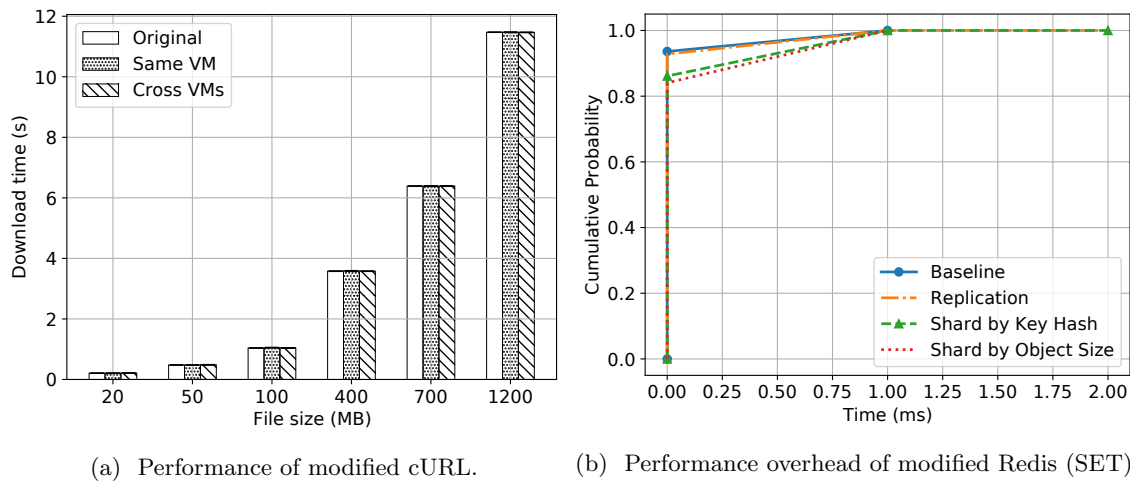 12
10
8
6
4
2
0
Download time (s)
Original
Same VM
Cross VMs
20 50 100 400 700 1200
File size (MB)
(a) Performance of modified cURL.
1.0
0.8
0.6
0.4
0.2
0.0
Cumulative Probability
Baseline
Replication
Shard by Key Hash
Shard by Object Size
0.00 0.25 0.50 0.75 1.00 1.25 1.50 1.75 2.00
Time (ms)
(b) Performance overhead of modified Redis (SET)